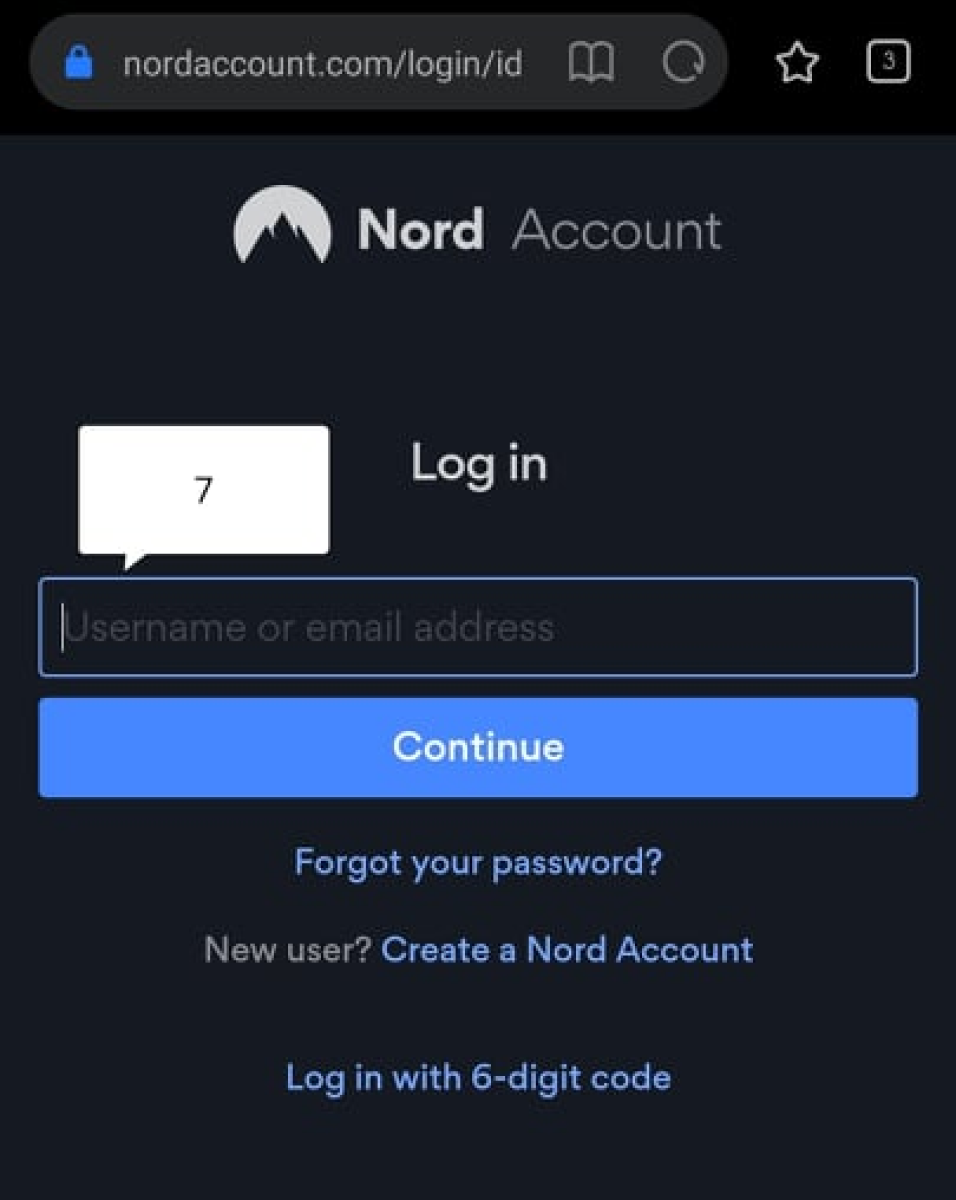 nordaccount.com/login/id
3
Nord Account
Log in
7
Username or email address
Continue
Forgot your password?
New user? Create a Nord Account
Log in with 6-digit code